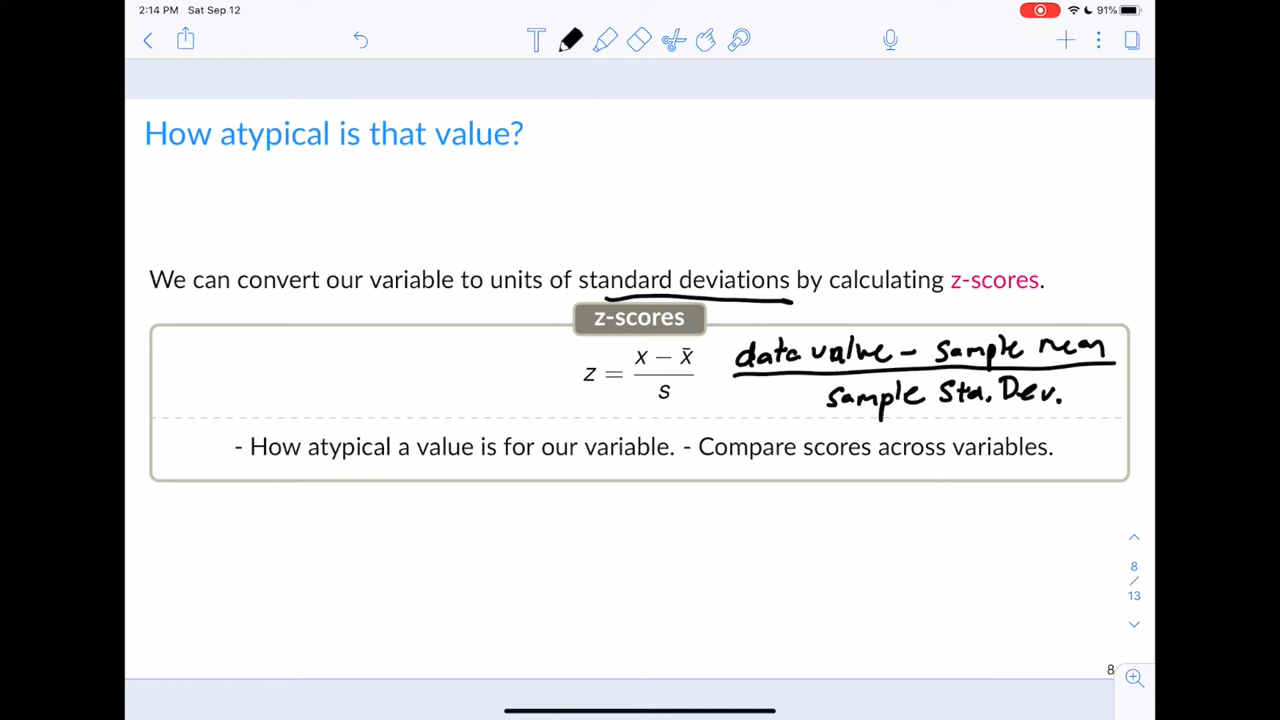 2:14 PM Sat Sep 12
91%
T
How atypical is that value?
We can convert our variable to units of standard deviations by calculating z-scores.
z-scores
z = (x − x̄) / s
data value - sample mean
sample Std. Dev.
- How atypical a value is for our variable. - Compare scores across variables.
8
/
13
8